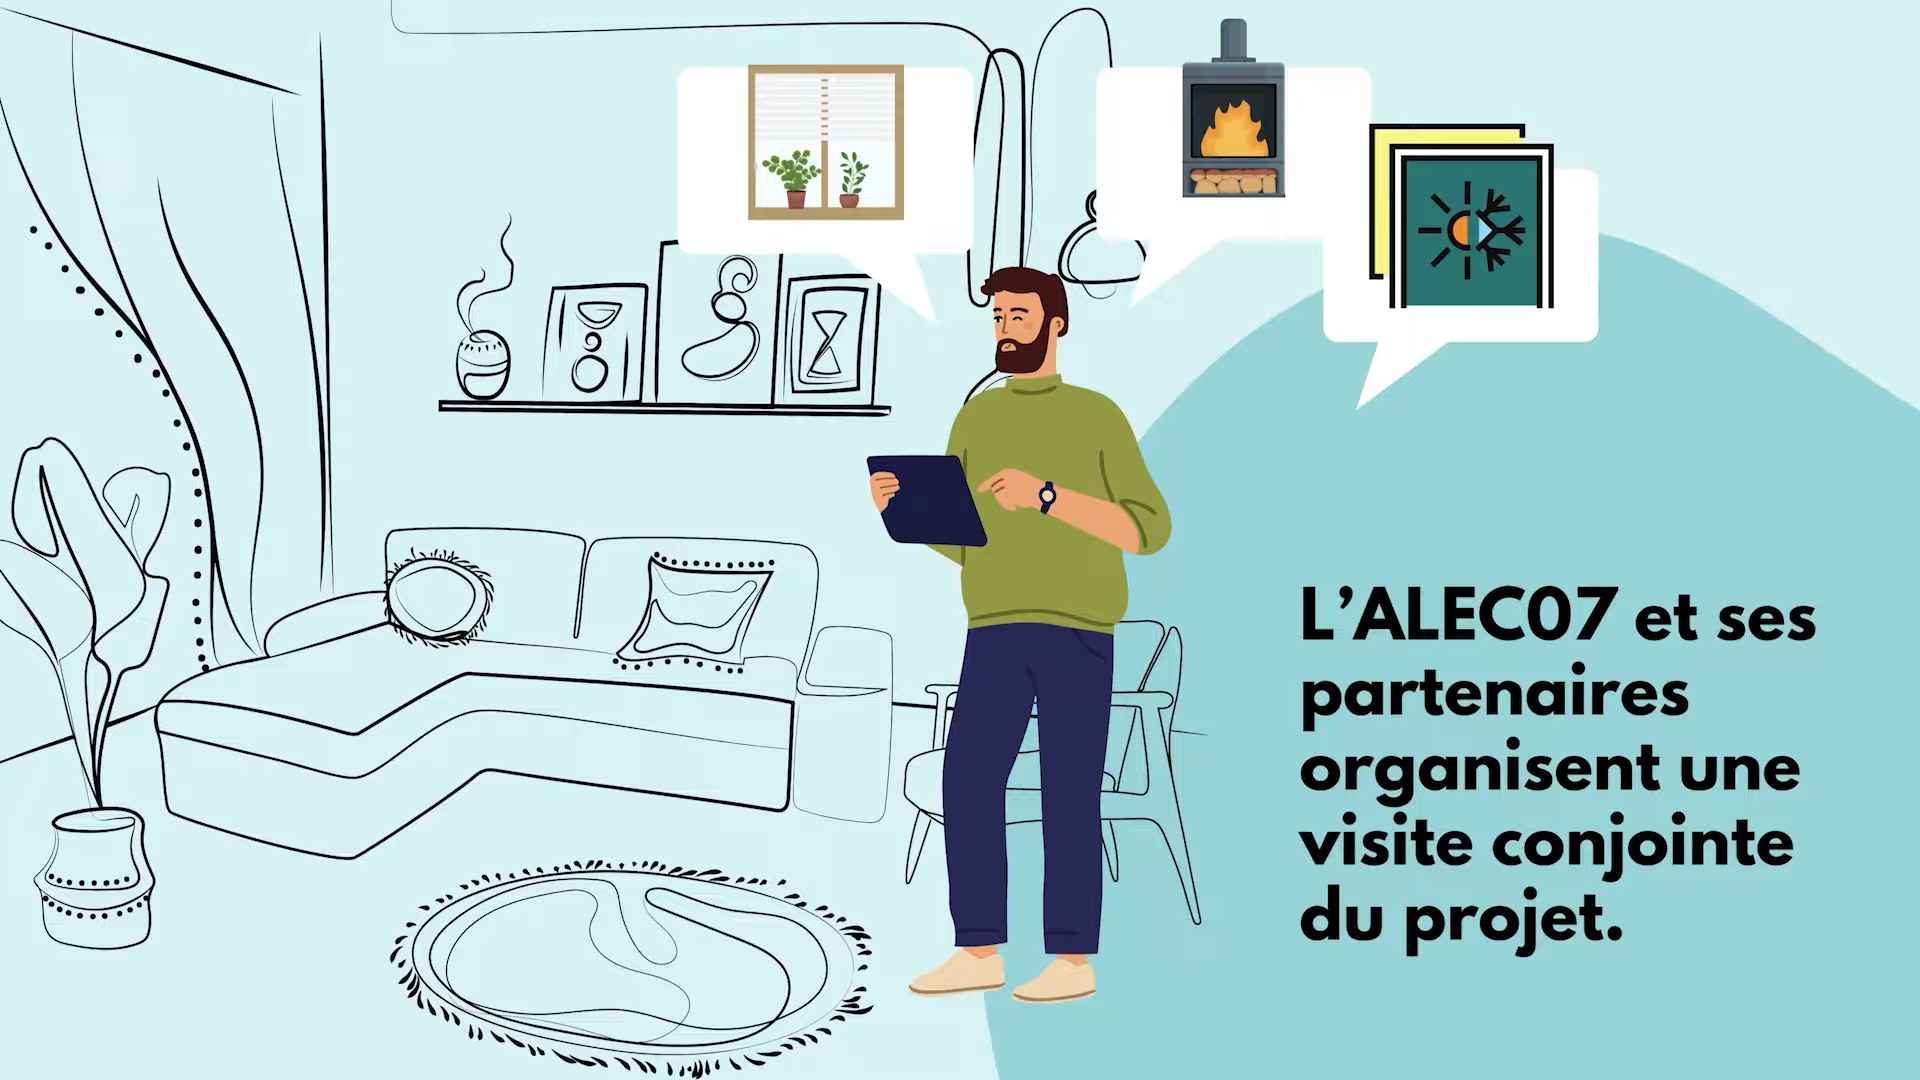 L’ALEC07 et ses
partenaires
organisent une
visite conjointe
du projet.